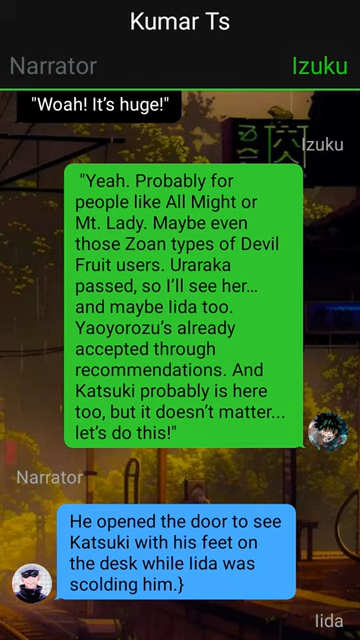 Kumar Ts
Narrator
Izuku
"Woah! It’s huge!"
Izuku
"Yeah. Probably for
people like All Might or
Mt. Lady. Maybe even
those Zoan types of Devil
Fruit users. Uraraka
passed, so I’ll see her…
and maybe Iida too.
Yaoyorozu’s already
accepted through
recommendations. And
Katsuki probably is here
too, but it doesn’t matter...
let’s do this!"
Narrator
He opened the door to see
Katsuki with his feet on
the desk while Iida was
scolding him.}
Iida